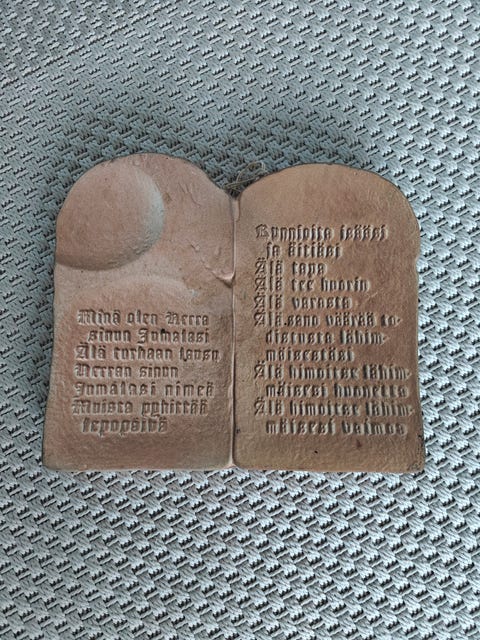 Minä olen Herra
sinun Jumalasi
Älä turhaan lausu
Herran sinun
Jumalasi nimeä
Muista pyhittää
lepopäivä
Kunnioita isääsi
ja äitiäsi
Älä tapa
Älä tee huorin
Älä varasta
Älä sano väärää to-
distusta lähim-
mäisestäsi
Älä himoitse lähim-
mäisesi huonetta
Älä himoitse lähim-
mäisesi vaimoa